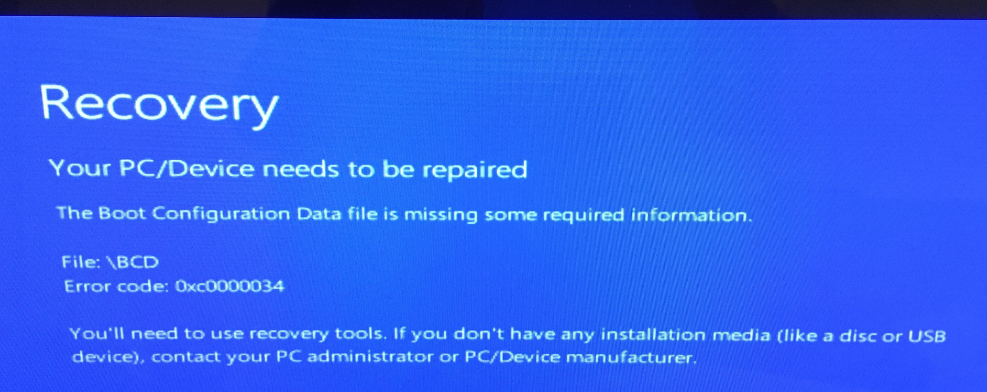 Recovery
Your PC/Device needs to be repaired
The Boot Configuration Data file is missing some required information.
File: \BCD
Error code: 0xc0000034
You'll need to use recovery tools. If you don't have any installation media (like a disc or USB
device), contact your PC administrator or PC/Device manufacturer.